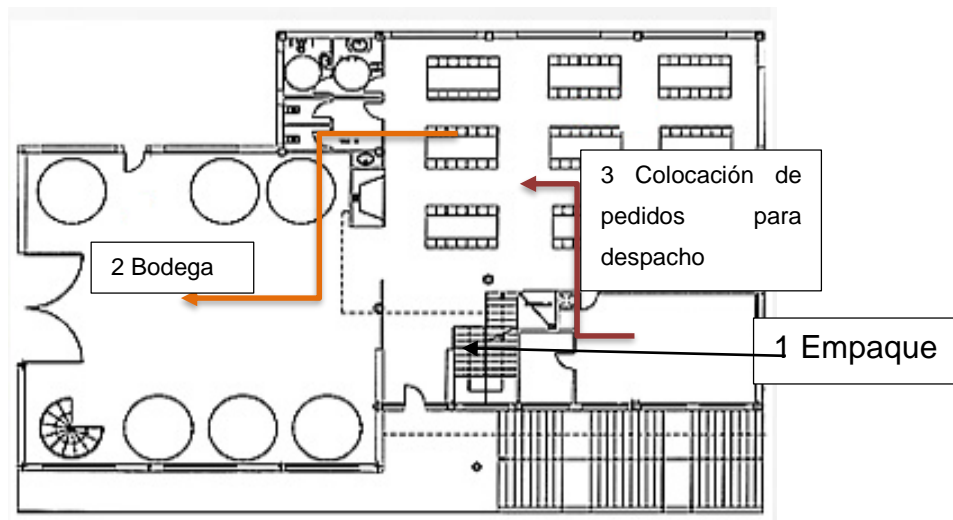 3 Colocación de
pedidos para
despacho
2 Bodega
1 Empaque